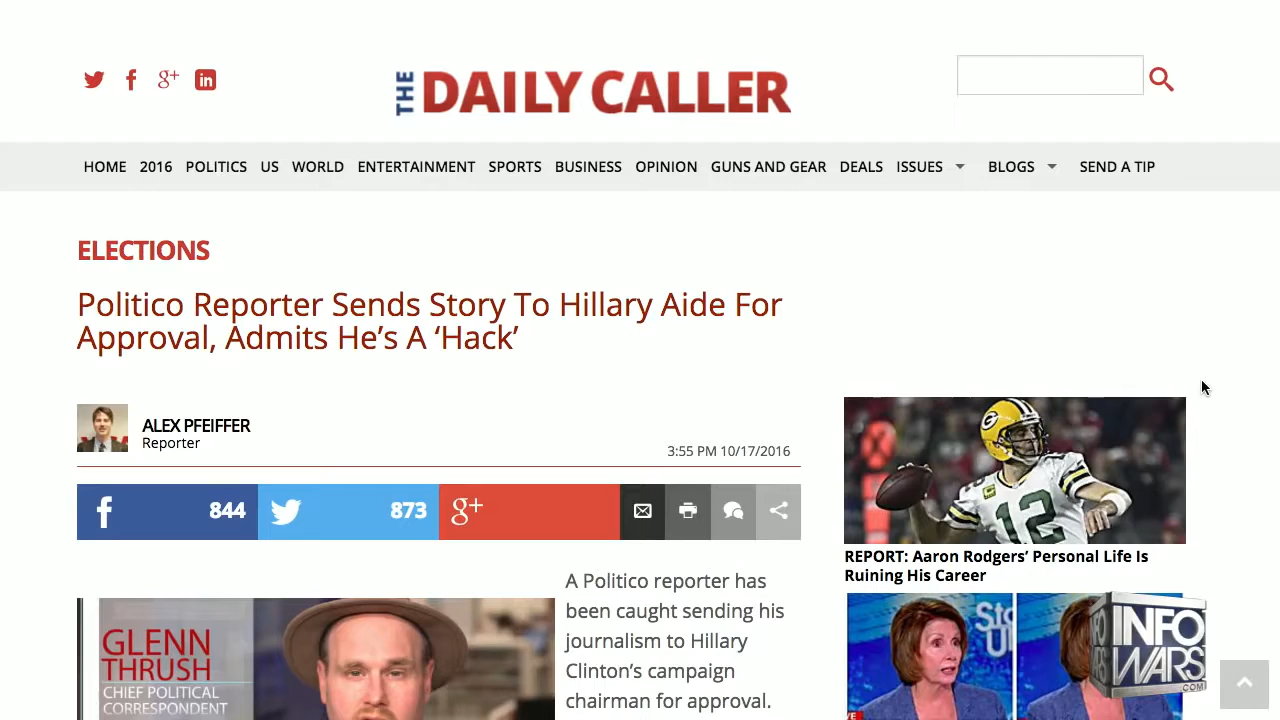 THE DAILY CALLER
HOME 2016 POLITICS US WORLD ENTERTAINMENT SPORTS BUSINESS OPINION GUNS AND GEAR DEALS ISSUES BLOGS SEND A TIP
ELECTIONS
Politico Reporter Sends Story To Hillary Aide For
Approval, Admits He’s A ‘Hack’
ALEX PFEIFFER
Reporter
3:55 PM 10/17/2016
844
873
g+
A Politico reporter has
been caught sending his
journalism to Hillary
Clinton’s campaign
chairman for approval.
GLENN
THRUSH
CHIEF POLITICAL
CORRESPONDENT
12
REPORT: Aaron Rodgers’ Personal Life Is
Ruining His Career
INFO
WARS
.COM